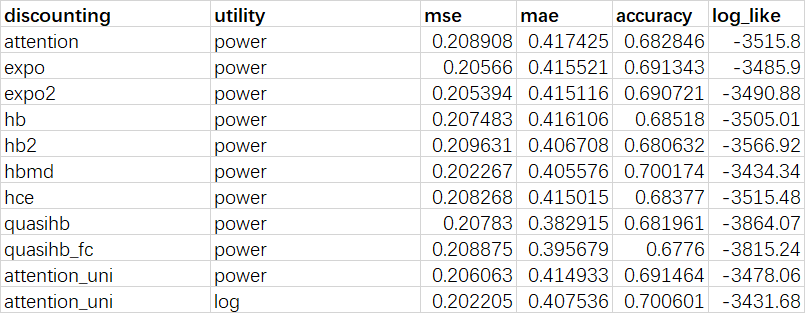 discounting utility mse mae accuracy log_like
attention power 0.208908 0.417425 0.682846 -3515.8
expo power 0.20566 0.415521 0.691343 -3485.9
expo2 power 0.205394 0.415116 0.690721 -3490.88
hb power 0.207483 0.416106 0.68518 -3505.01
hb2 power 0.209631 0.406708 0.680632 -3566.92
hbmd power 0.202267 0.405576 0.700174 -3434.34
hce power 0.208268 0.415015 0.68377 -3515.48
quasihb power 0.20783 0.382915 0.681961 -3864.07
quasihb_fc power 0.208875 0.395679 0.6776 -3815.24
attention_uni power 0.206063 0.414933 0.691464 -3478.06
attention_uni log 0.202205 0.407536 0.700601 -3431.68